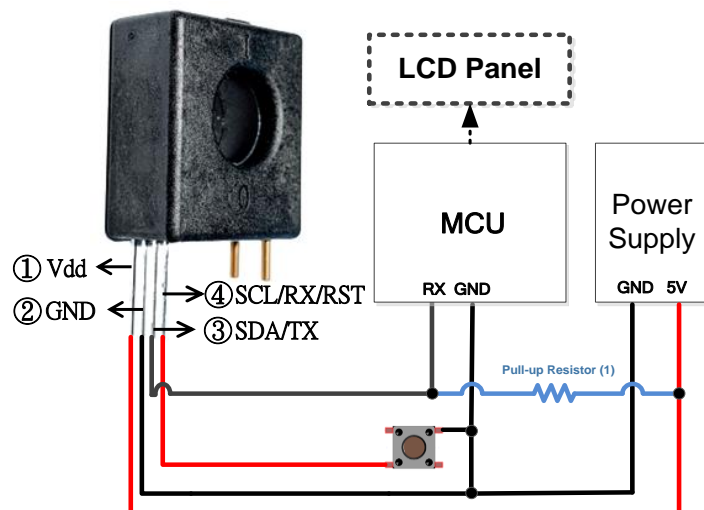 LCD Panel
MCU
RX GND
Power
Supply
GND 5V
① Vdd
② GND
④ SCL/RX/RST
③ SDA/TX
Pull-up Resistor (1)